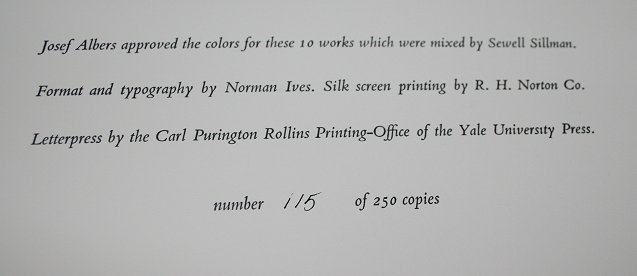 Josef Albers approved the colors for these 10 works which were mixed by Sewell Sillman.
Format and typography by Norman Ives. Silk screen printing by R. H. Norton Co.
Letterpress by the Carl Purington Rollins Printing-Office of the Yale University Press.
number 115 of 250 copies